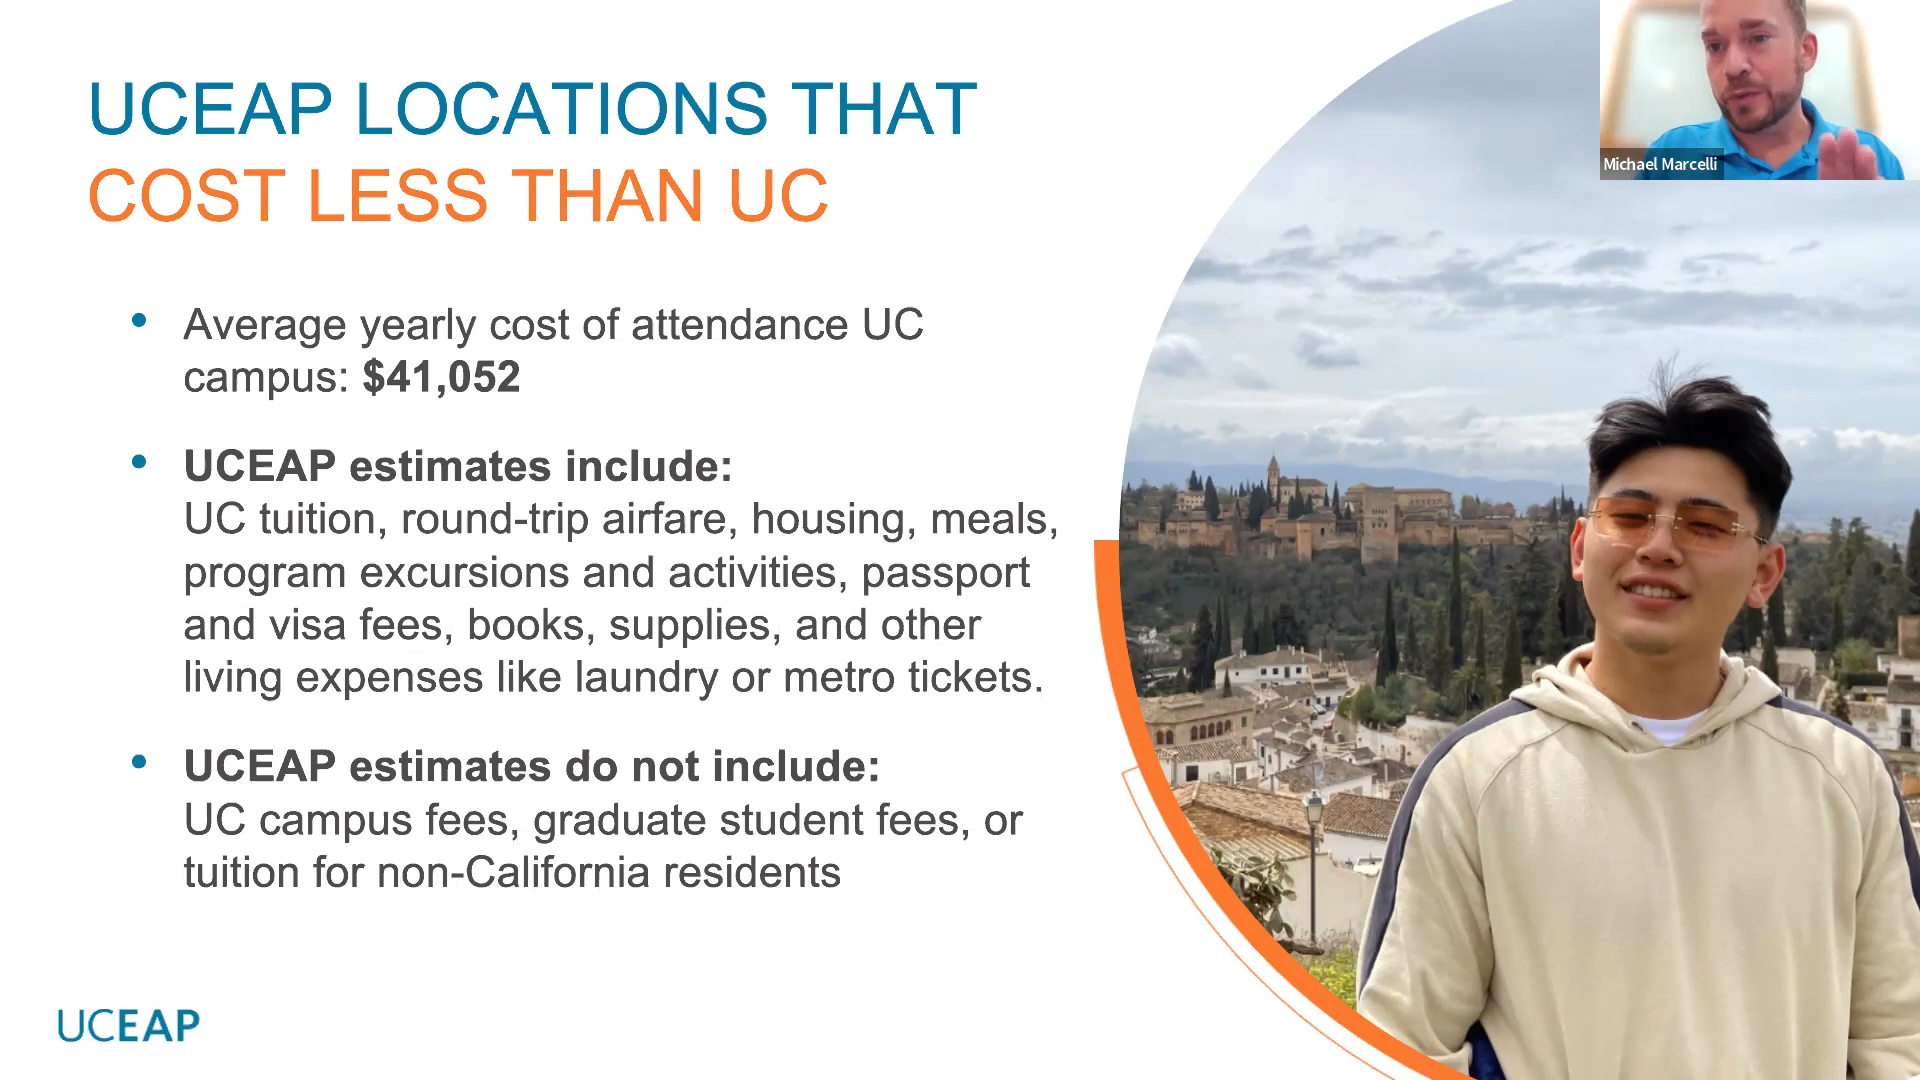 UCEAP LOCATIONS THAT
COST LESS THAN UC
• Average yearly cost of attendance UC
campus: $41,052
• UCEAP estimates include:
UC tuition, round-trip airfare, housing, meals,
program excursions and activities, passport
and visa fees, books, supplies, and other
living expenses like laundry or metro tickets.
• UCEAP estimates do not include:
UC campus fees, graduate student fees, or
tuition for non-California residents
UCEAP
Michael Marcelli